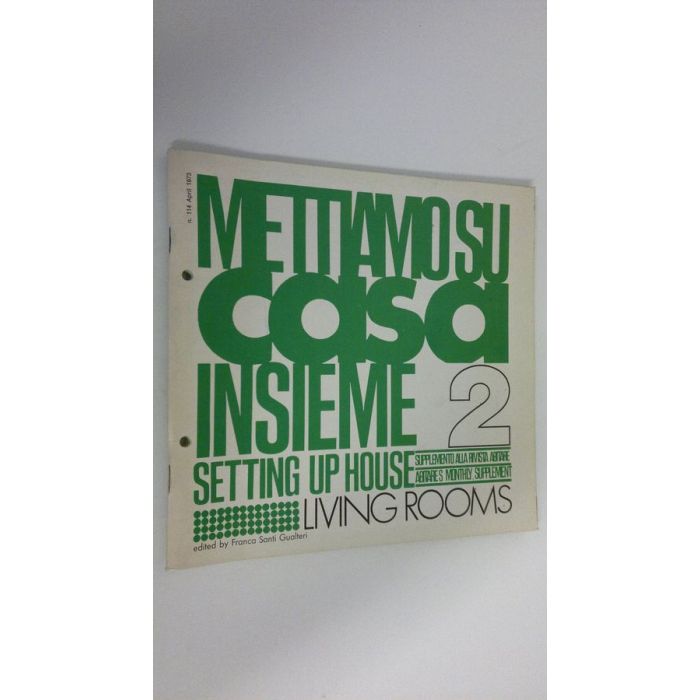 n. 114 April 1973
METTIAMO SU
casa
INSIEME 2
SETTING UP HOUSE
SUPPLEMENTO ALLA RIVISTA ABITARE
ABITARE'S MONTHLY SUPPLEMENT
LIVING ROOMS
edited by Franca Santi Gualteri